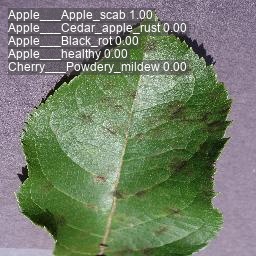 Apple___Apple_scab 1.00
Apple___Cedar_apple_rust 0.00
Apple___Black_rot 0.00
Apple___healthy 0.00
Cherry___Powdery_mildew 0.00